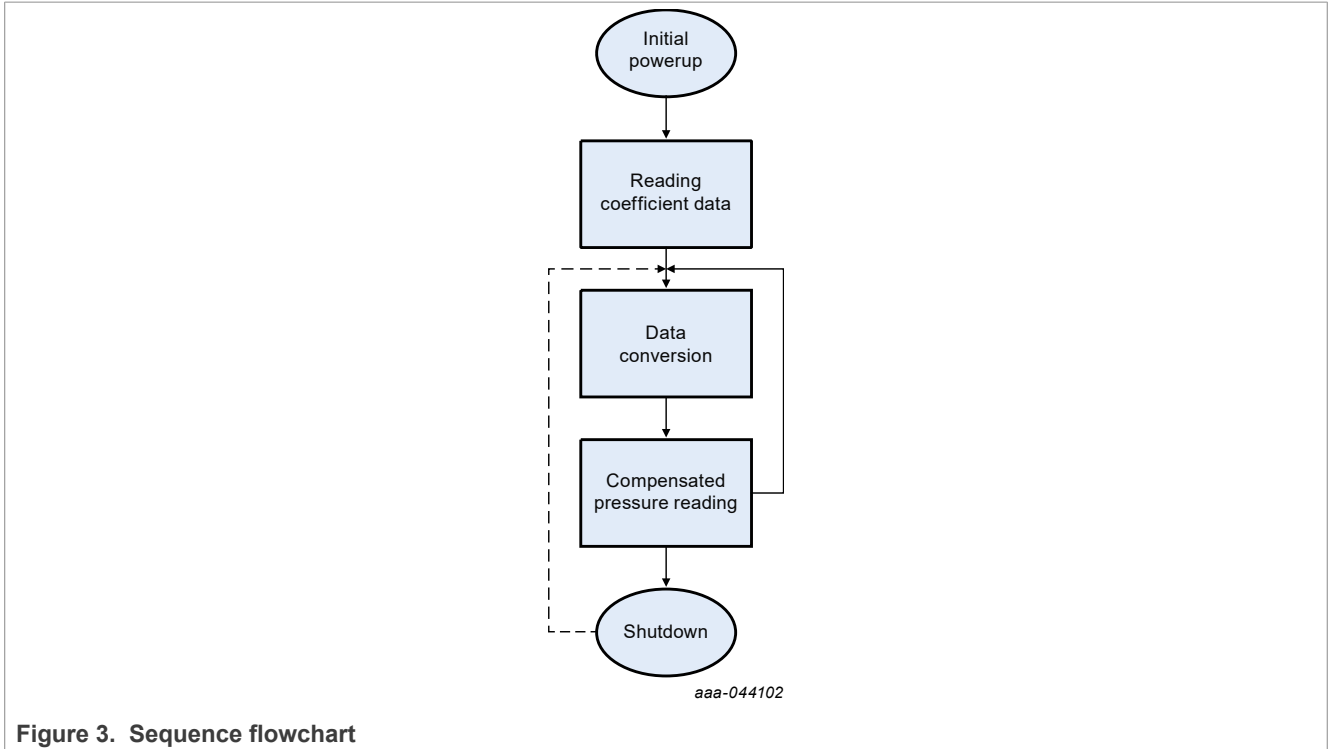 Initial
powerup
Reading
coefficient data
Data
conversion
Compensated
pressure reading
Shutdown
aaa-044102
Figure 3. Sequence flowchart